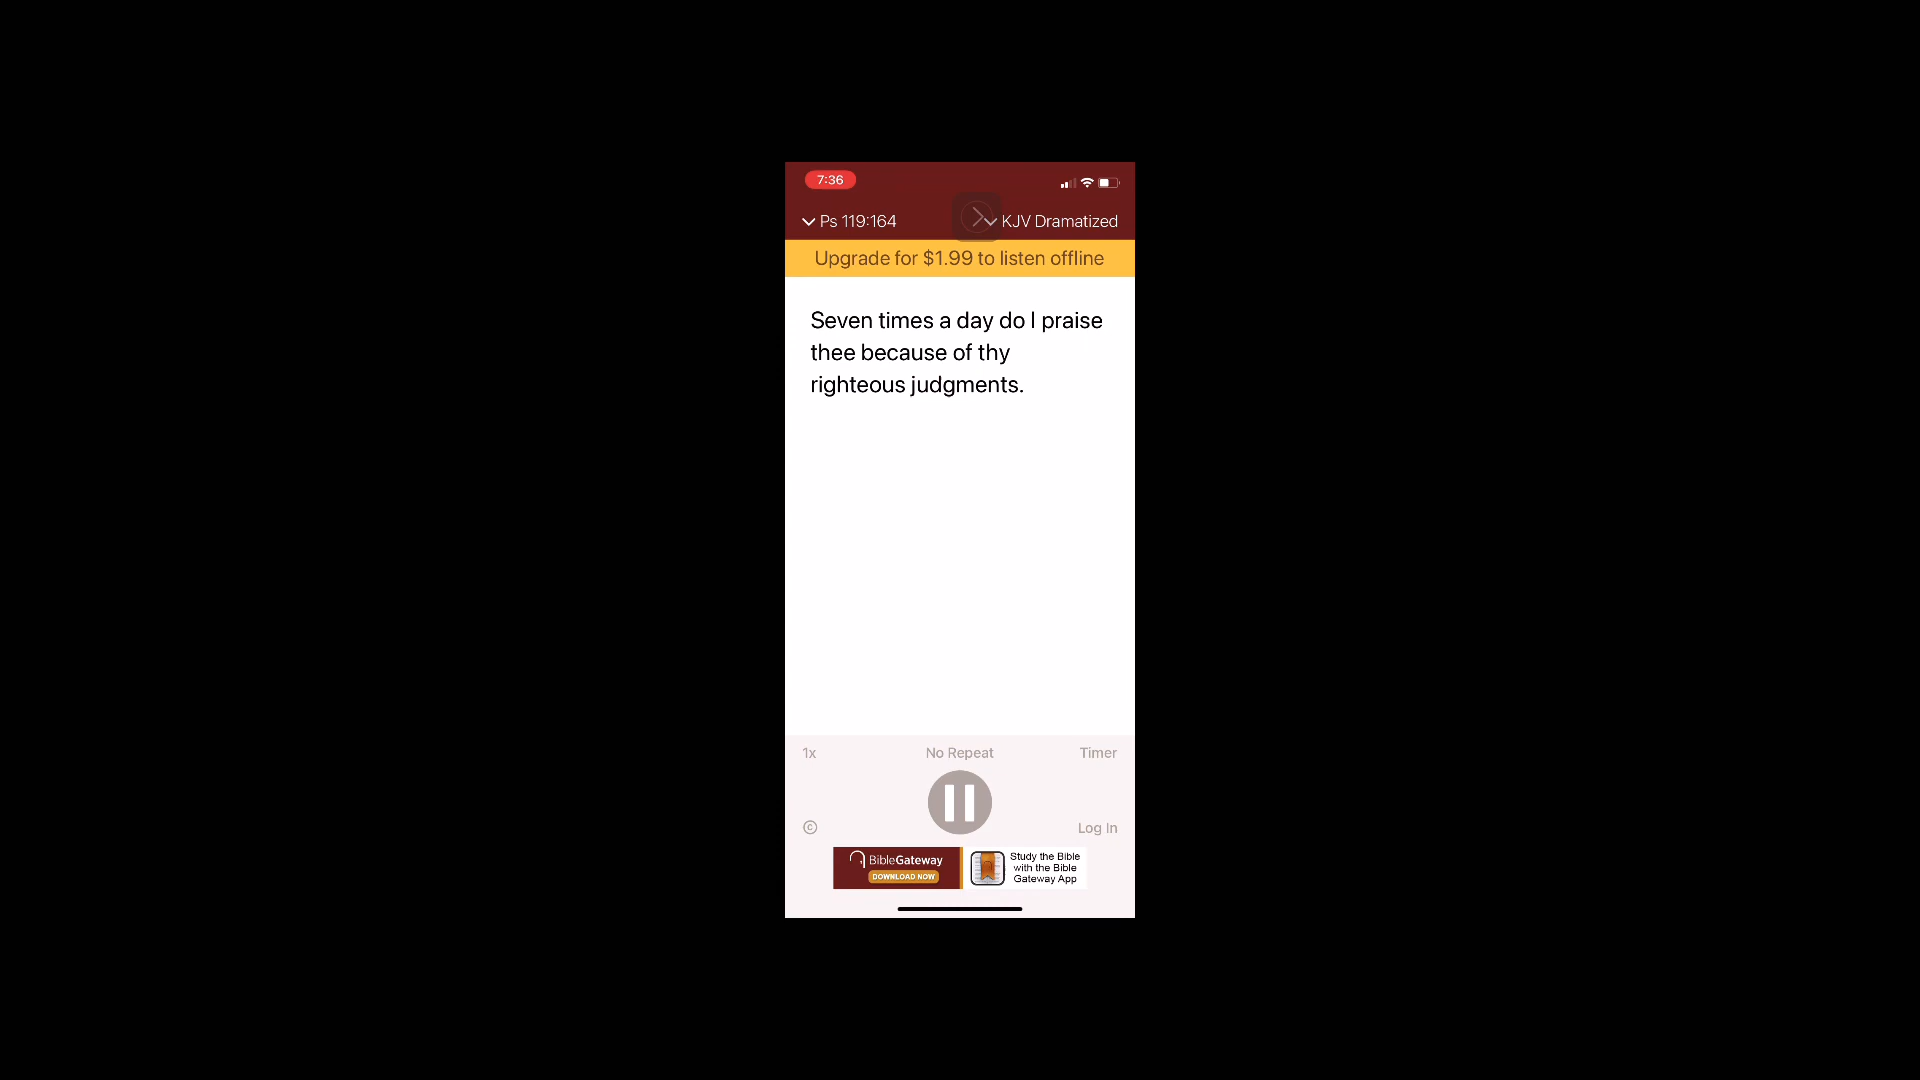 7:36
Ps 119:164
KJV Dramatized
Upgrade for $1.99 to listen offline
Seven times a day do I praise
thee because of thy
righteous judgments.
1x
No Repeat
Timer
©
Log In
BibleGateway
DOWNLOAD NOW
Study the Bible
with the Bible
Gateway App